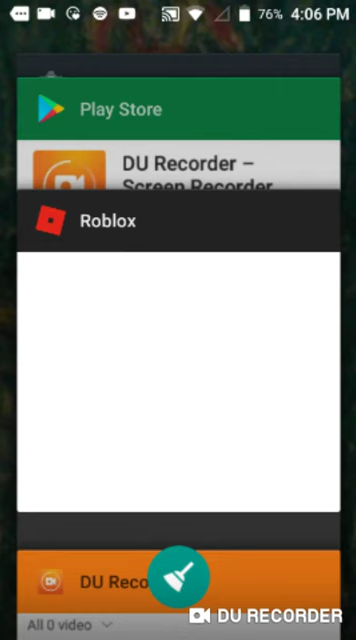 76% 4:06 PM
Play Store
DU Recorder –
Screen Recorder
Roblox
DU Reco
All 0 video
DU RECORDER